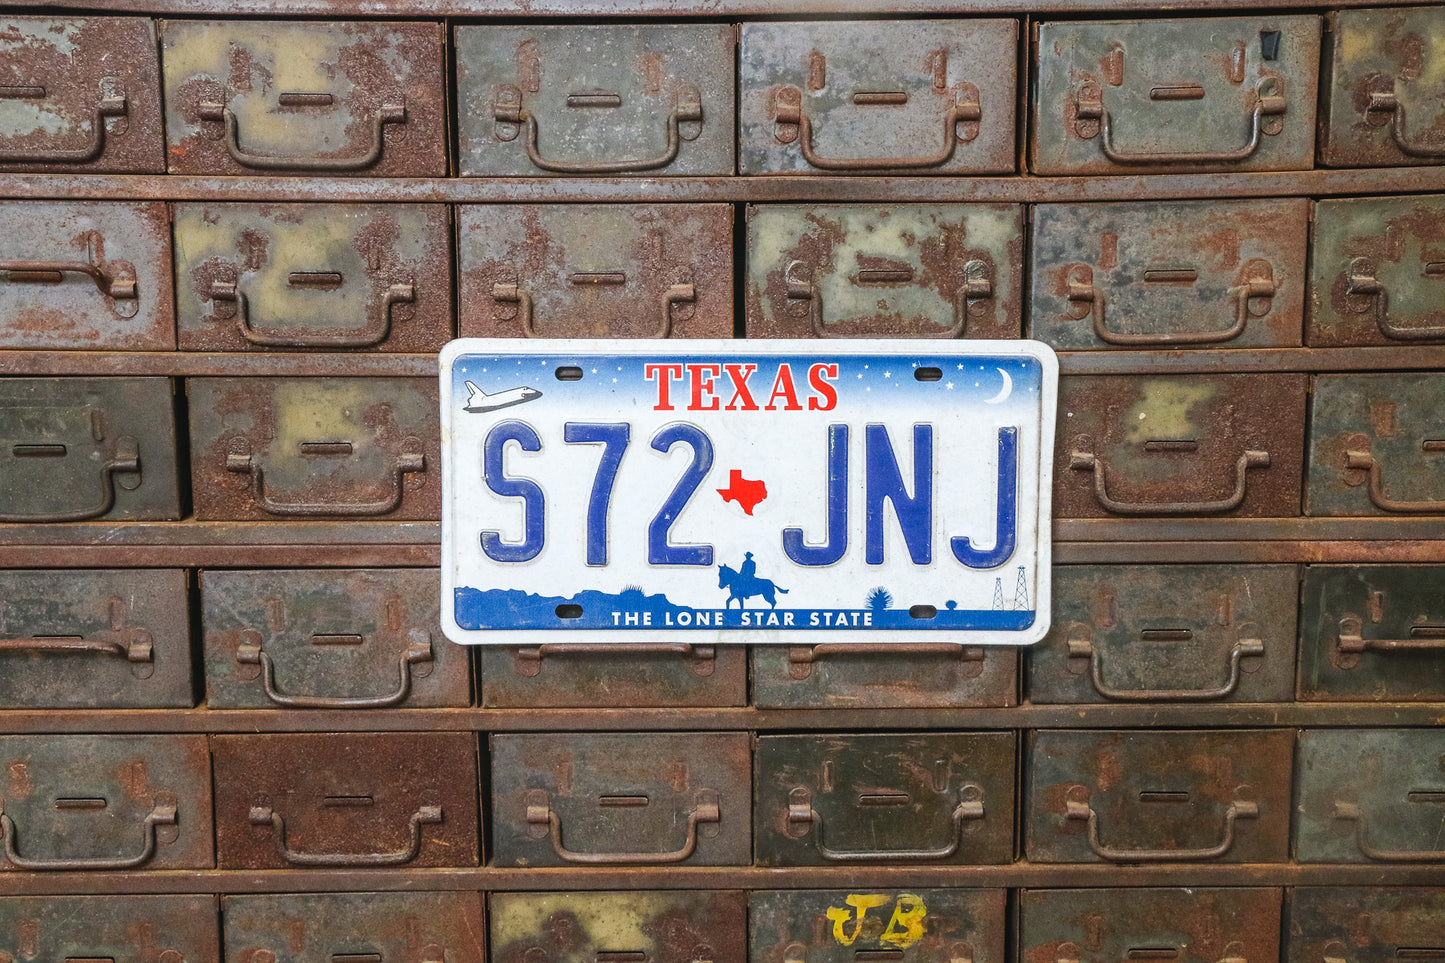 TEXAS
S72 JNJ
THE LONE STAR STATE
JB